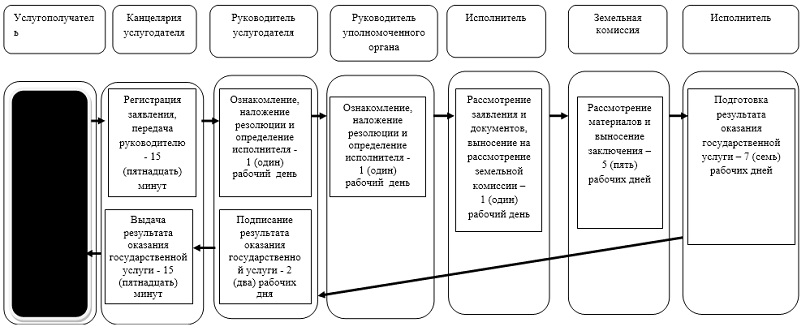 Услугополучател
ь
Канцелярия
услугодателя
Руководитель
услугодателя
Руководитель
уполномоченного
органа
Исполнитель
Земельная
комиссия
Исполнитель
Регистрация
заявления,
передача
руководителю
- 15
(пятнадцать)
минут
Ознакомление,
наложение
резолюции и
определение
исполнителя -
1 (один)
рабочий день
Ознакомление,
наложение
резолюции и
определение
исполнителя -
1 (один)
рабочий день
Рассмотрение
заявления и
документов,
вынесение на
рассмотрение
земельной
комиссии –
1 (один)
рабочий день
Рассмотрение
материалов и
вынесение
заключения –
5 (пять)
рабочих дней
Подготовка
результата
оказания
государственной
услуги – 7 (семь)
рабочих дней
Выдача
результата
оказания
государственной
услуги - 15
(пятнадцать)
минут
Подписание
результата
оказания
государственно
й услуги - 2
(два) рабочих
дня